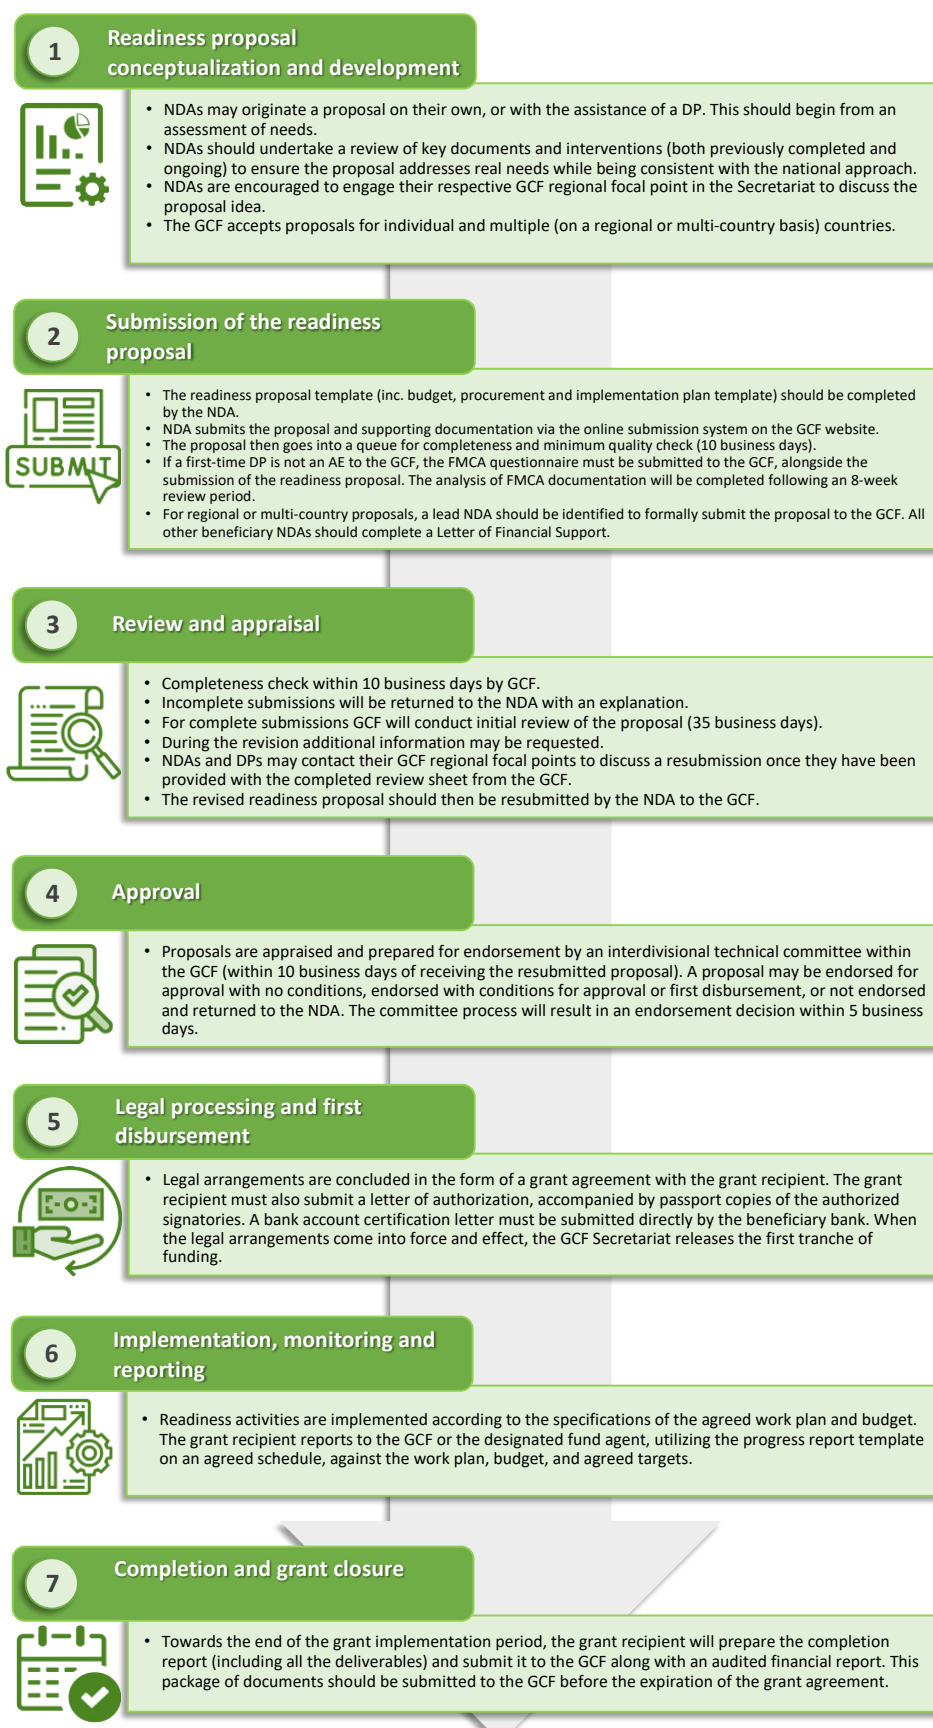 1
Readiness proposal
conceptualization and development
• NDAs may originate a proposal on their own, or with the assistance of a DP. This should begin from an
assessment of needs.
• NDAs should undertake a review of key documents and interventions (both previously completed and
ongoing) to ensure the proposal addresses real needs while being consistent with the national approach.
• NDAs are encouraged to engage their respective GCF regional focal point in the Secretariat to discuss the
proposal idea.
• The GCF accepts proposals for individual and multiple (on a regional or multi-country basis) countries.
2
Submission of the readiness
proposal
SUBMIT
• The readiness proposal template (inc. budget, procurement and implementation plan template) should be completed
by the NDA.
• NDA submits the proposal and supporting documentation via the online submission system on the GCF website.
• The proposal then goes into a queue for completeness and minimum quality check (10 business days).
• If a first-time DP is not an AE to the GCF, the FMCA questionnaire must be submitted to the GCF, alongside the
submission of the readiness proposal. The analysis of FMCA documentation will be completed following an 8-week
review period.
• For regional or multi-country proposals, a lead NDA should be identified to formally submit the proposal to the GCF. All
other beneficiary NDAs should complete a Letter of Financial Support.
3
Review and appraisal
• Completeness check within 10 business days by GCF.
• Incomplete submissions will be returned to the NDA with an explanation.
• For complete submissions GCF will conduct initial review of the proposal (35 business days).
• During the revision additional information may be requested.
• NDAs and DPs may contact their GCF regional focal points to discuss a resubmission once they have been
provided with the completed review sheet from the GCF.
• The revised readiness proposal should then be resubmitted by the NDA to the GCF.
4
Approval
• Proposals are appraised and prepared for endorsement by an interdivisional technical committee within
the GCF (within 10 business days of receiving the resubmitted proposal). A proposal may be endorsed for
approval with no conditions, endorsed with conditions for approval or first disbursement, or not endorsed
and returned to the NDA. The committee process will result in an endorsement decision within 5 business
days.
5
Legal processing and first
disbursement
• Legal arrangements are concluded in the form of a grant agreement with the grant recipient. The grant
recipient must also submit a letter of authorization, accompanied by passport copies of the authorized
signatories. A bank account certification letter must be submitted directly by the beneficiary bank. When
the legal arrangements come into force and effect, the GCF Secretariat releases the first tranche of
funding.
6
Implementation, monitoring and
reporting
• Readiness activities are implemented according to the specifications of the agreed work plan and budget.
The grant recipient reports to the GCF or the designated fund agent, utilizing the progress report template
on an agreed schedule, against the work plan, budget, and agreed targets.
7
Completion and grant closure
• Towards the end of the grant implementation period, the grant recipient will prepare the completion
report (including all the deliverables) and submit it to the GCF along with an audited financial report. This
package of documents should be submitted to the GCF before the expiration of the grant agreement.